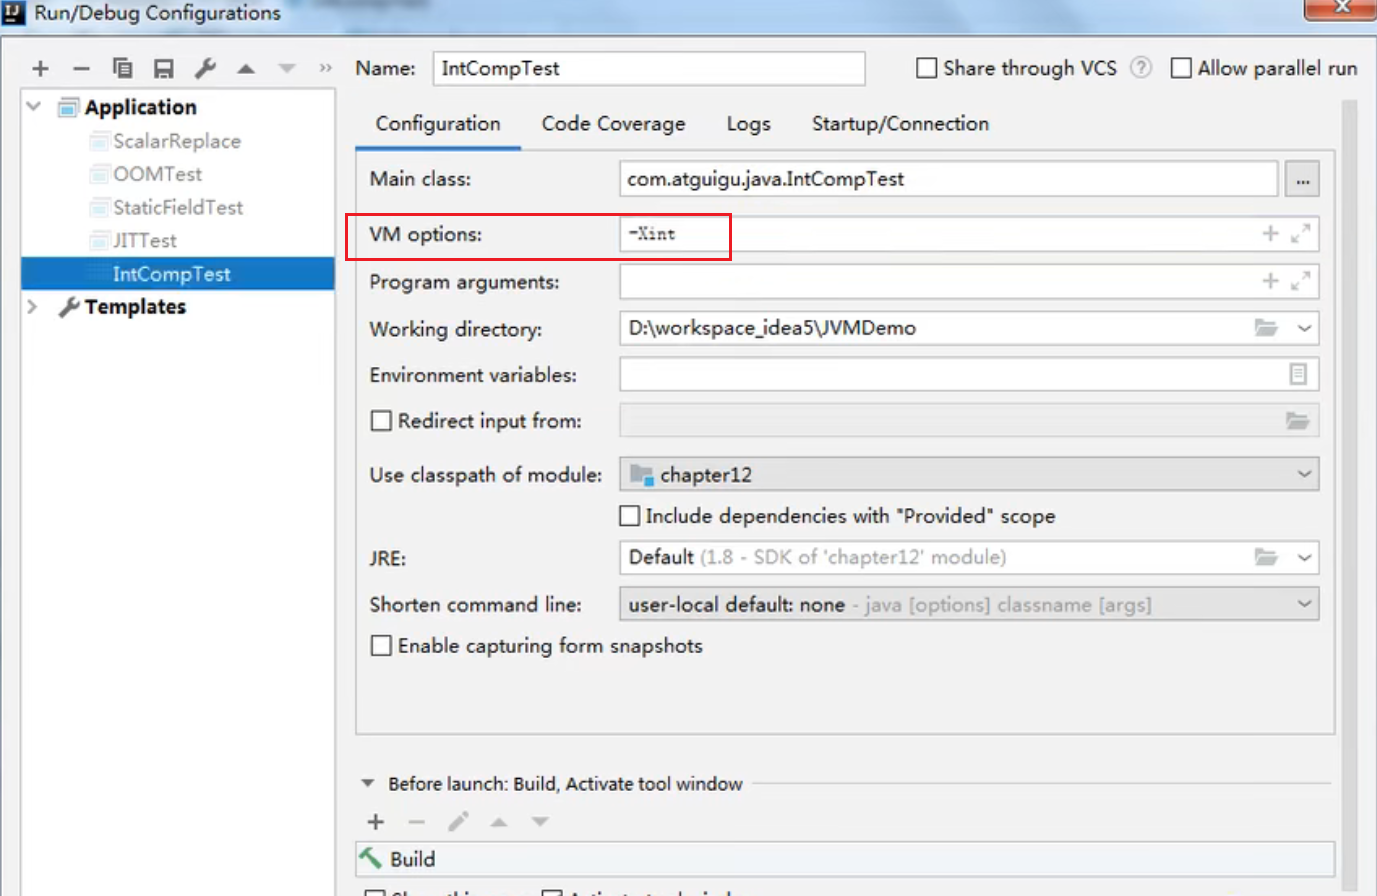 Run/Debug Configurations
Name: IntCompTest
Share through VCS
Allow parallel run
Application
ScalarReplace
OOMTest
StaticFieldTest
JITTest
IntCompTest
Templates
Configuration Code Coverage Logs Startup/Connection
Main class: com.atguigu.java.IntCompTest ...
VM options: -Xint
Program arguments:
Working directory: D:\workspace_idea5\JVMDemo
Environment variables:
Redirect input from:
Use classpath of module: chapter12
Include dependencies with "Provided" scope
JRE: Default (1.8 - SDK of 'chapter12' module)
Shorten command line: user-local default: none - java [options] classname [args]
Enable capturing form snapshots
Before launch: Build, Activate tool window
Build